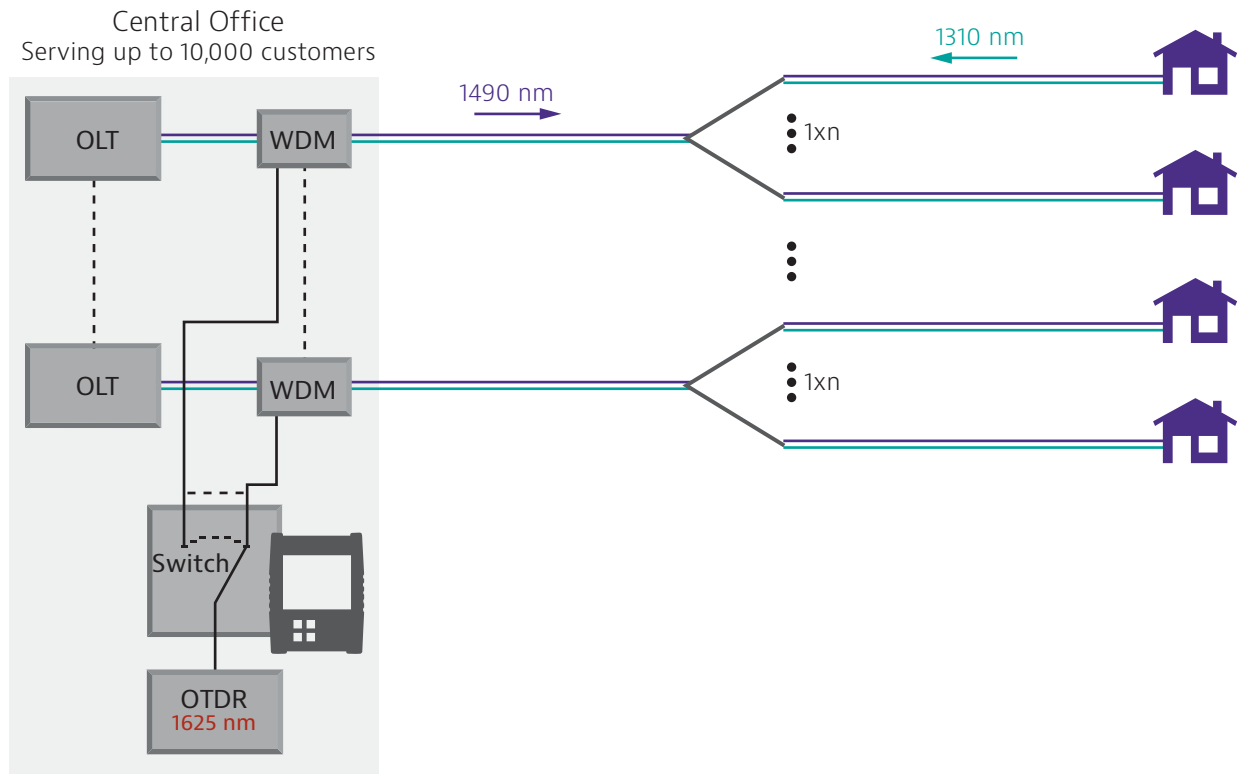 Central Office
Serving up to 10,000 customers
1310 nm
1490 nm
OLT
WDM
1xn
OLT
WDM
1xn
Switch
OTDR
1625 nm